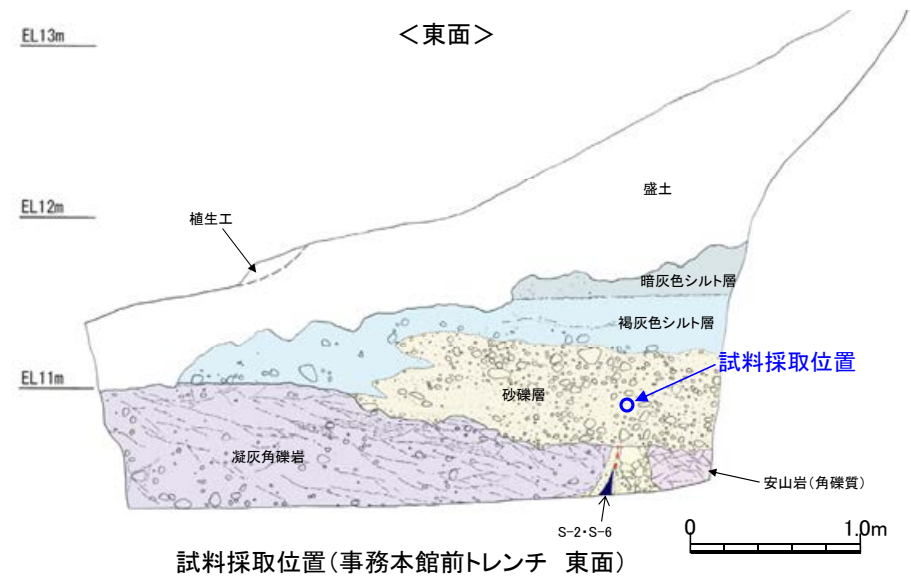 EL13m
<東面>
EL12m
盛土
植生工
暗灰色シルト層
褐灰色シルト層
EL11m
試料採取位置
砂礫層
凝灰角礫岩
安山岩(角礫質)
S-2・S-6
0 1.0m
試料採取位置(事務本館前トレンチ 東面)